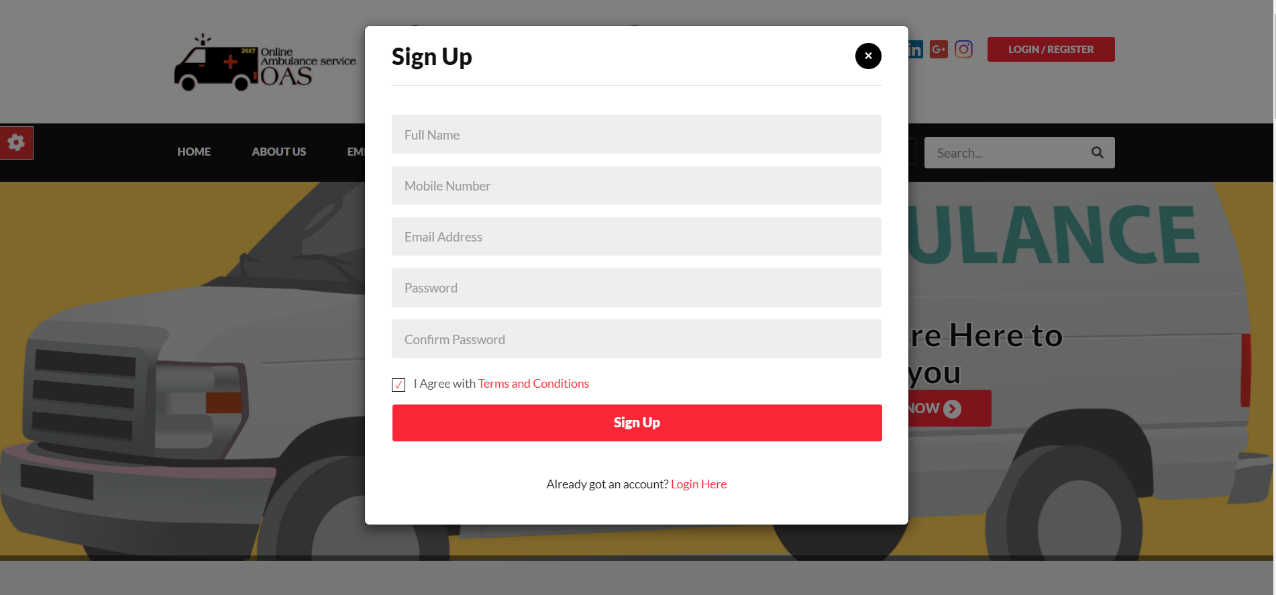 Sign Up
×
24X7
Online
Ambulance service
OAS
in
G+
LOGIN / REGISTER
HOME
ABOUT US
Search...
Full Name
Mobile Number
Email Address
Password
Confirm Password
I Agree with Terms and Conditions
Sign Up
Already got an account? Login Here
ULANCE
re Here to
you
NOW